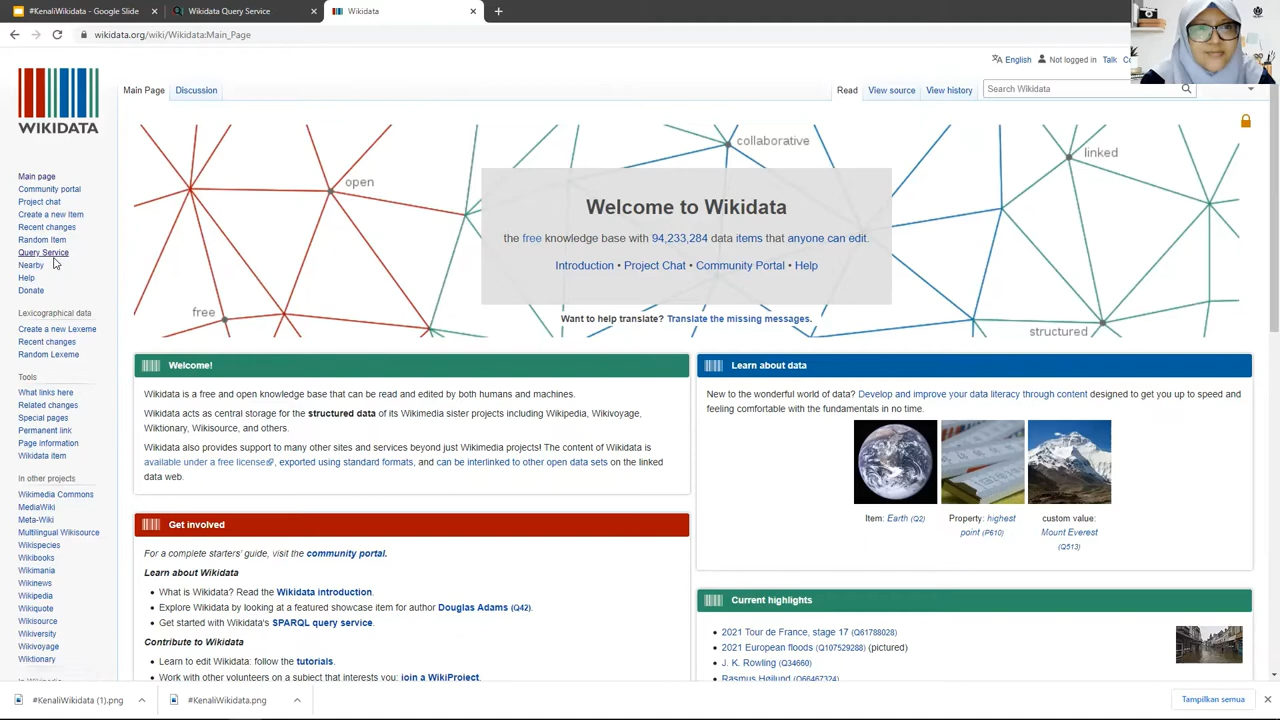 #KenaliWikidata - Google Slide
Wikidata Query Service
Wikidata
wikidata.org/wiki/Wikidata:Main_Page
English
Not logged in
Talk
WIKIDATA
Main Page
Discussion
Read
View source
View history
Search Wikidata
Main page
Community portal
Project chat
Create a new Item
Recent changes
Random Item
Query Service
Nearby
Help
Donate
Lexicographical data
Create a new Lexeme
Recent changes
Random Lexeme
Tools
What links here
Related changes
Special pages
Permanent link
Page information
Wikidata item
In other projects
Wikimedia Commons
MediaWiki
Meta-Wiki
Multilingual Wikisource
Wikispecies
Wikibooks
Wikimania
Wikinews
Wikipedia
Wikiquote
Wikisource
Wikiversity
Wikivoyage
Wiktionary
open
collaborative
linked
free
structured
Welcome to Wikidata
the free knowledge base with 94,233,284 data items that anyone can edit.
Introduction • Project Chat • Community Portal • Help
Want to help translate? Translate the missing messages.
Welcome!
Wikidata is a free and open knowledge base that can be read and edited by both humans and machines.
Wikidata acts as central storage for the structured data of its Wikimedia sister projects including Wikipedia, Wikivoyage,
Wiktionary, Wikisource, and others.
Wikidata also provides support to many other sites and services beyond just Wikimedia projects! The content of Wikidata is
available under a free license, exported using standard formats, and can be interlinked to other open data sets on the linked
data web.
Get involved
For a complete starters' guide, visit the community portal.
Learn about Wikidata
• What is Wikidata? Read the Wikidata introduction.
• Explore Wikidata by looking at a featured showcase item for author Douglas Adams (Q42).
• Get started with Wikidata's SPARQL query service.
Contribute to Wikidata
• Learn to edit Wikidata: follow the tutorials.
• Work with other volunteers on a subject that interests you: join a WikiProject.
Learn about data
New to the wonderful world of data? Develop and improve your data literacy through content designed to get you up to speed and
feeling comfortable with the fundamentals in no time.
Item: Earth (Q2)
Property: highest
point (P610)
custom value:
Mount Everest
(Q513)
Current highlights
• 2021 Tour de France, stage 17 (Q61788028)
• 2021 European floods (Q107529288) (pictured)
• J. K. Rowling (Q34660)
Rasmus Højlund (Q66467324)
#KenaliWikidata (1).png
#KenaliWikidata.png
Tampilkan semua